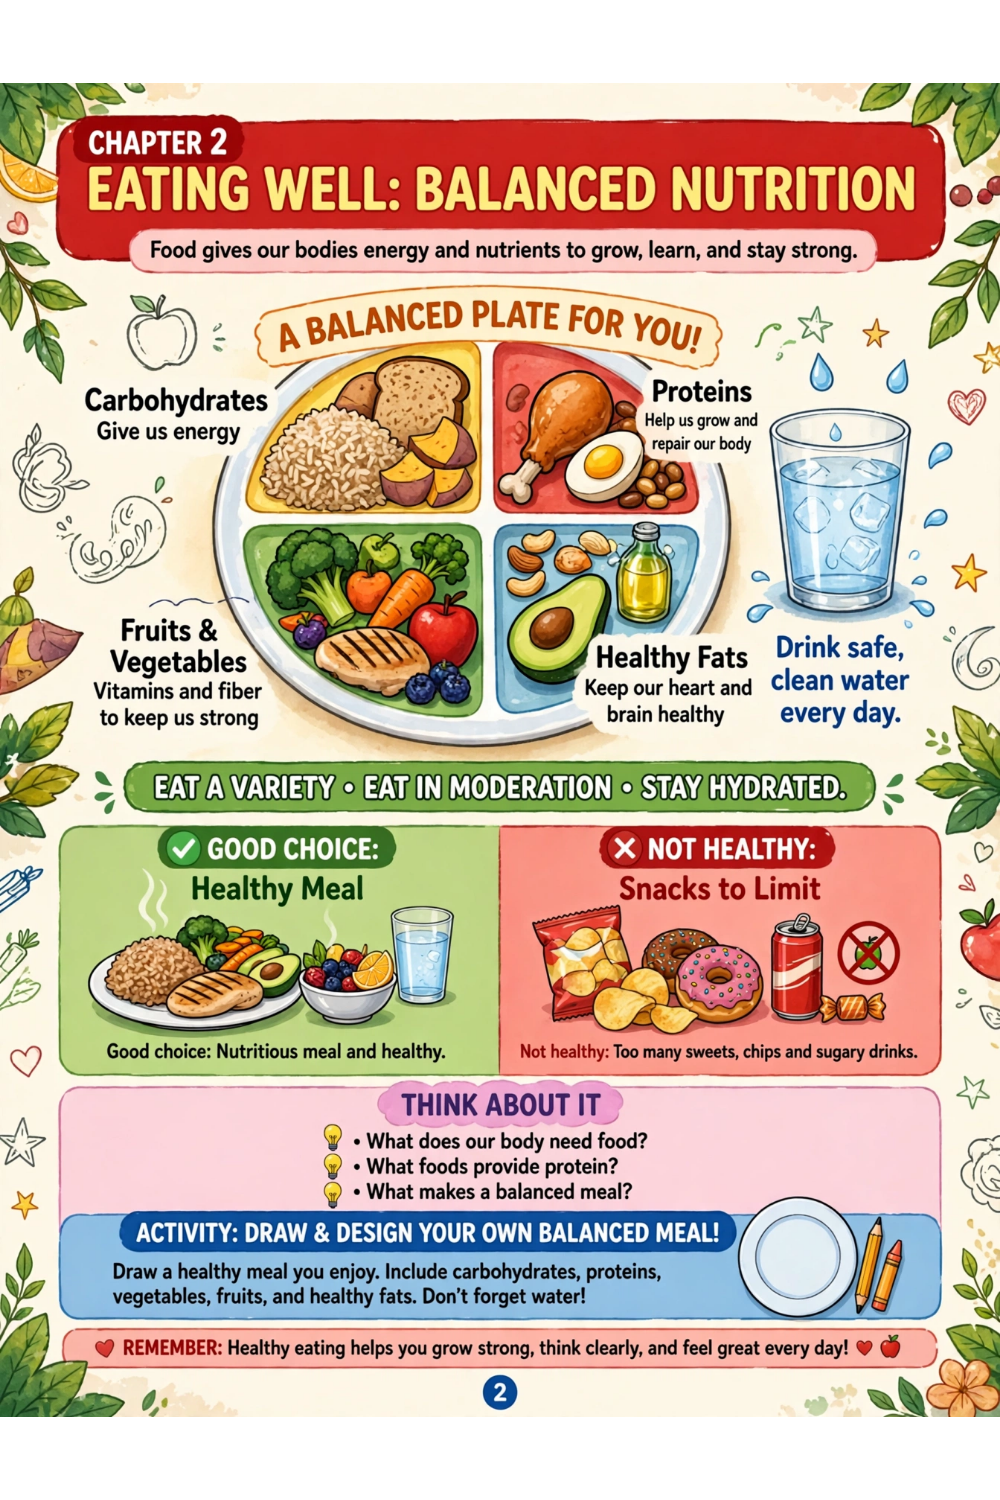 CHAPTER 2
EATING WELL: BALANCED NUTRITION
Food gives our bodies energy and nutrients to grow, learn, and stay strong.
A BALANCED PLATE FOR YOU!
Carbohydrates
Give us energy
Proteins
Help us grow and
repair our body
Fruits &
Vegetables
Vitamins and fiber
to keep us strong
Healthy Fats
Keep our heart and
brain healthy
Drink safe,
clean water
every day.
EAT A VARIETY • EAT IN MODERATION • STAY HYDRATED.
GOOD CHOICE:
Healthy Meal
Good choice: Nutritious meal and healthy.
NOT HEALTHY:
Snacks to Limit
Not healthy: Too many sweets, chips and sugary drinks.
THINK ABOUT IT
• What does our body need food?
• What foods provide protein?
• What makes a balanced meal?
ACTIVITY: DRAW & DESIGN YOUR OWN BALANCED MEAL!
Draw a healthy meal you enjoy. Include carbohydrates, proteins,
vegetables, fruits, and healthy fats. Don't forget water!
REMEMBER: Healthy eating helps you grow strong, think clearly, and feel great every day!
2